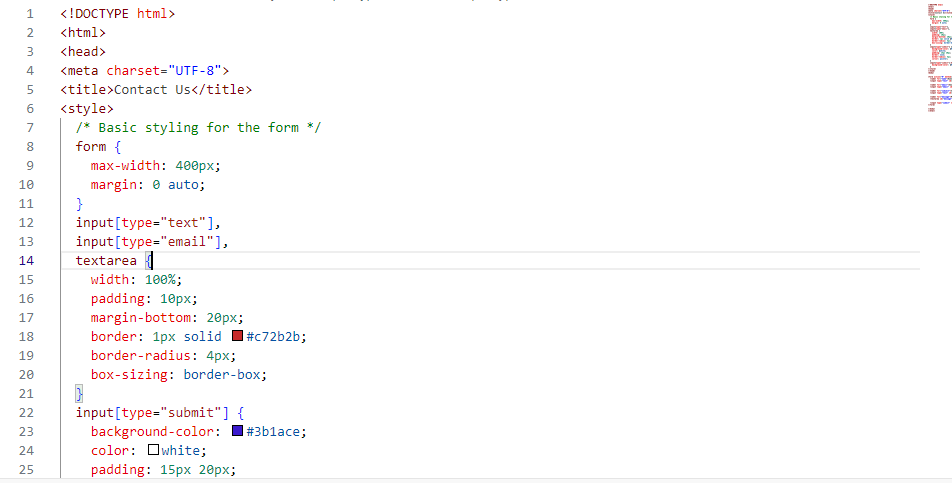 1 <!DOCTYPE html>
2 <html>
3 <head>
4 <meta charset="UTF-8">
5 <title>Contact Us</title>
6 <style>
7 /* Basic styling for the form */
8 form {
9 max-width: 400px;
10 margin: 0 auto;
11 }
12 input[type="text"],
13 input[type="email"],
14 textarea {
15 width: 100%;
16 padding: 10px;
17 margin-bottom: 20px;
18 border: 1px solid #c72b2b;
19 border-radius: 4px;
20 box-sizing: border-box;
21 }
22 input[type="submit"] {
23 background-color: #3b1ace;
24 color: white;
25 padding: 15px 20px;